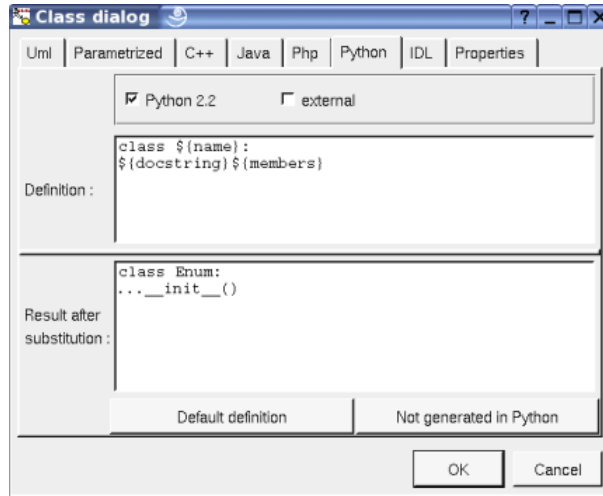 Class dialog
Uml Parametrized C++ Java Php Python IDL Properties
Python 2.2 external
class ${name}:
${docstring}${members}
Definition :
class Enum:
...__init__()
Result after
substitution :
Default definition Not generated in Python
OK Cancel